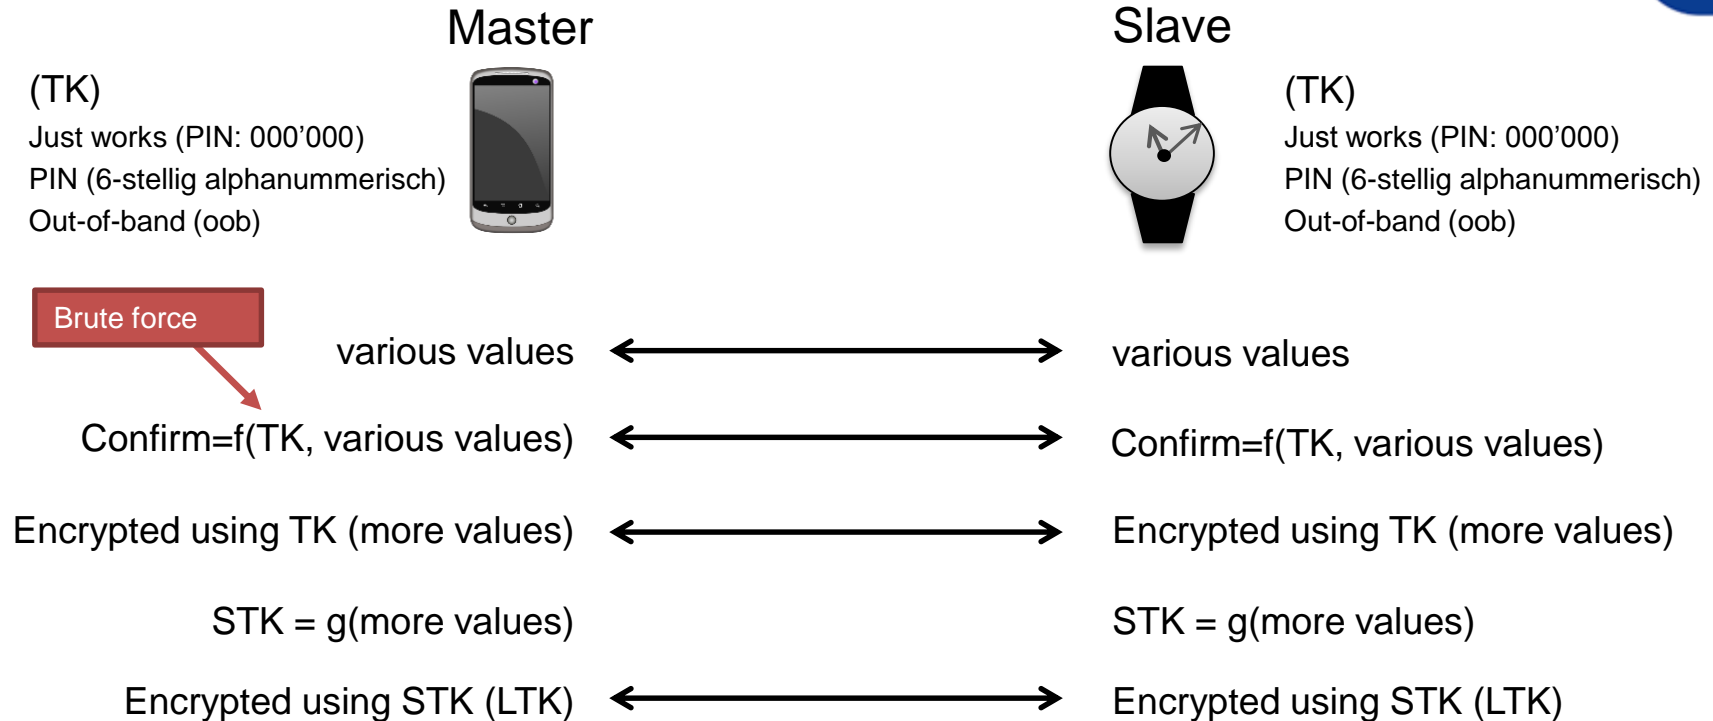 Master
Slave
(TK)
Just works (PIN: 000’000)
PIN (6-stellig alphanummerisch)
Out-of-band (oob)
(TK)
Just works (PIN: 000’000)
PIN (6-stellig alphanummerisch)
Out-of-band (oob)
Brute force
various values
various values
Confirm=f(TK, various values)
Confirm=f(TK, various values)
Encrypted using TK (more values)
Encrypted using TK (more values)
STK = g(more values)
STK = g(more values)
Encrypted using STK (LTK)
Encrypted using STK (LTK)